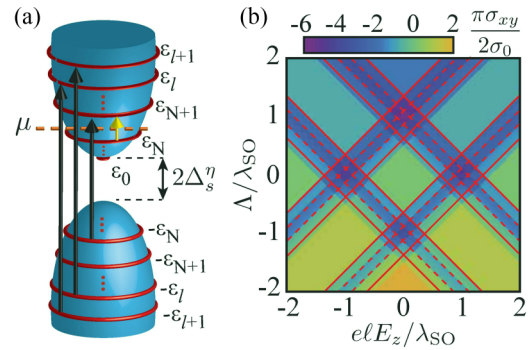 (a)
ε_{l+1}
ε_l
ε_{N+1}
μ
ε_N
ε_0
2Δ_s^η
-ε_N
-ε_{N+1}
-ε_l
-ε_{l+1}
(b)
-6 -4 -2 0 2
πσ_{xy}
2σ_0
2
1
0
-1
-2
Λ/λ_{SO}
-2 -1 0 1 2
eℓE_z/λ_{SO}